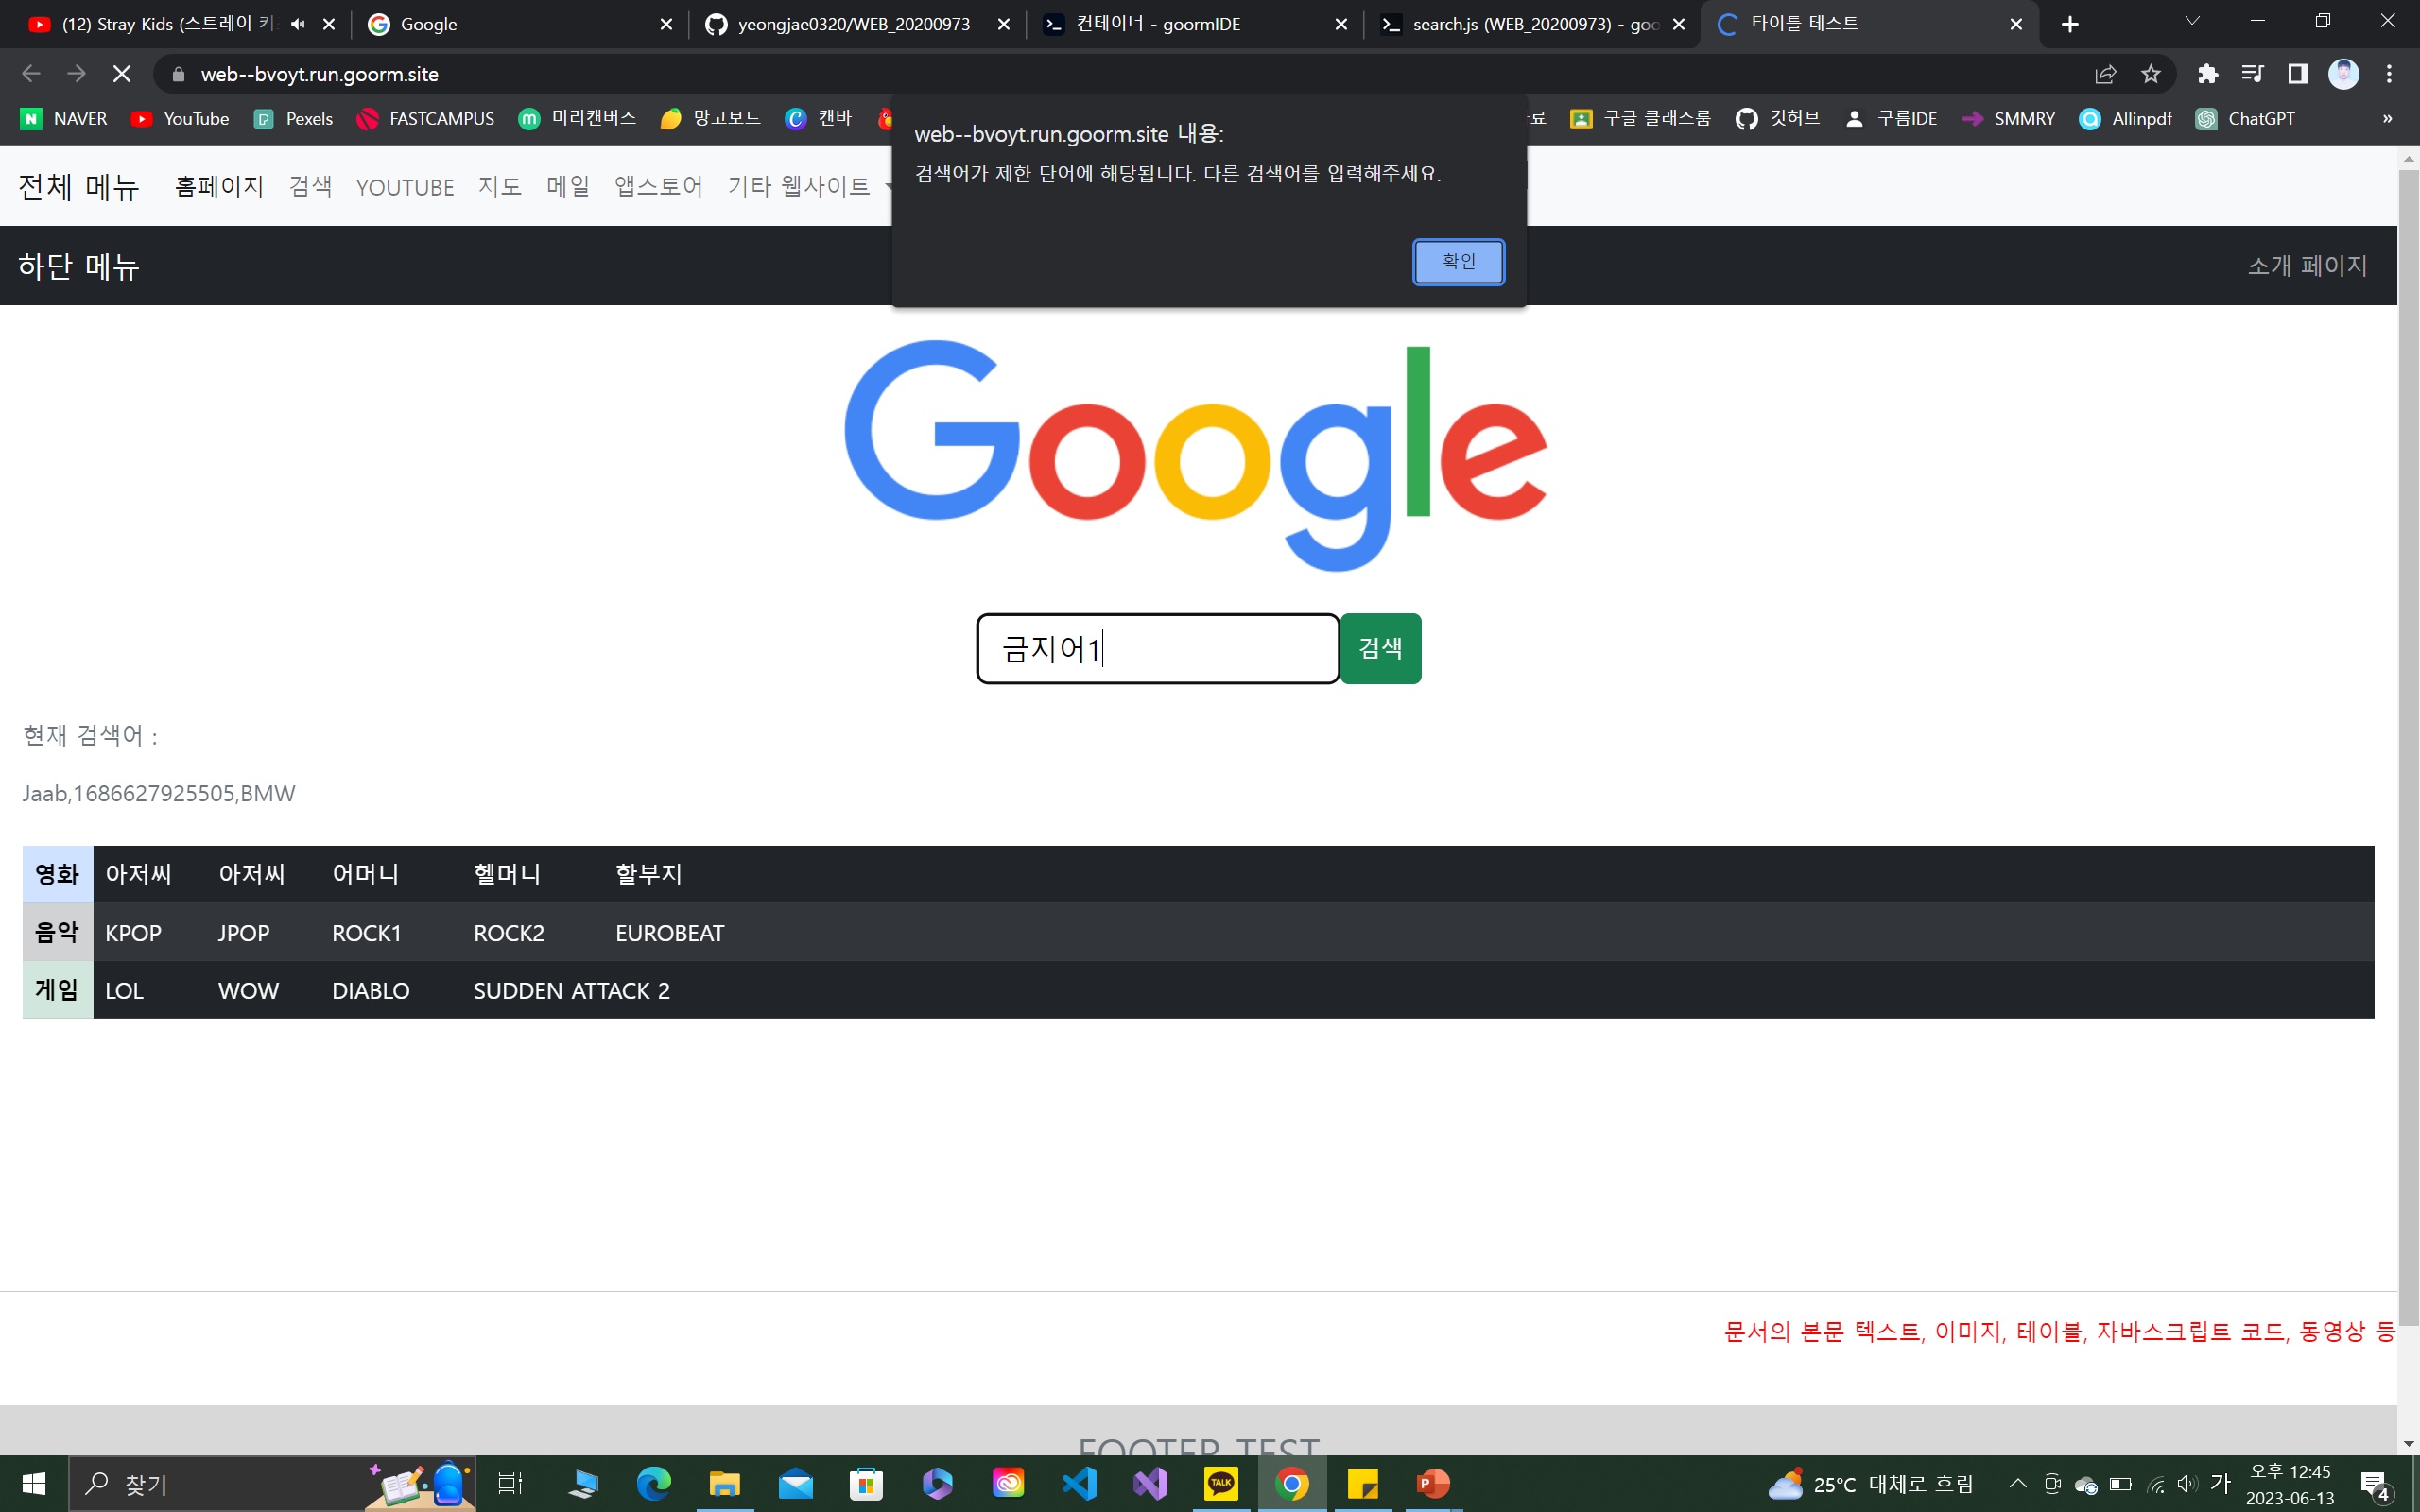 (12) Stray Kids (스트레이 키
Google
yeongjae0320/WEB_20200973
컨테이너 - goormIDE
search.js (WEB_20200973) - goo
타이틀 테스트
web--bvoyt.run.goorm.site
NAVER
YouTube
Pexels
FASTCAMPUS
미리캔버스
망고보드
캔바
구글 클래스룸
깃허브
구름IDE
SMMRY
Allinpdf
ChatGPT
»
web--bvoyt.run.goorm.site 내용:
검색어가 제한 단어에 해당됩니다. 다른 검색어를 입력해주세요.
확인
전체 메뉴 홈페이지 검색 YOUTUBE 지도 메일 앱스토어 기타 웹사이트
하단 메뉴 소개 페이지
Google
금지어1 검색
현재 검색어 :
Jaab,1686627925505,BMW
영화 아저씨 아저씨 어머니 헬머니 할부지
음악 KPOP JPOP ROCK1 ROCK2 EUROBEAT
게임 LOL WOW DIABLO SUDDEN ATTACK 2
문서의 본문 텍스트, 이미지, 테이블, 자바스크립트 코드, 동영상 등
FOOTER TEST
찾기
TALK
25°C 대체로 흐림
가
오후 12:45
2023-06-13
4